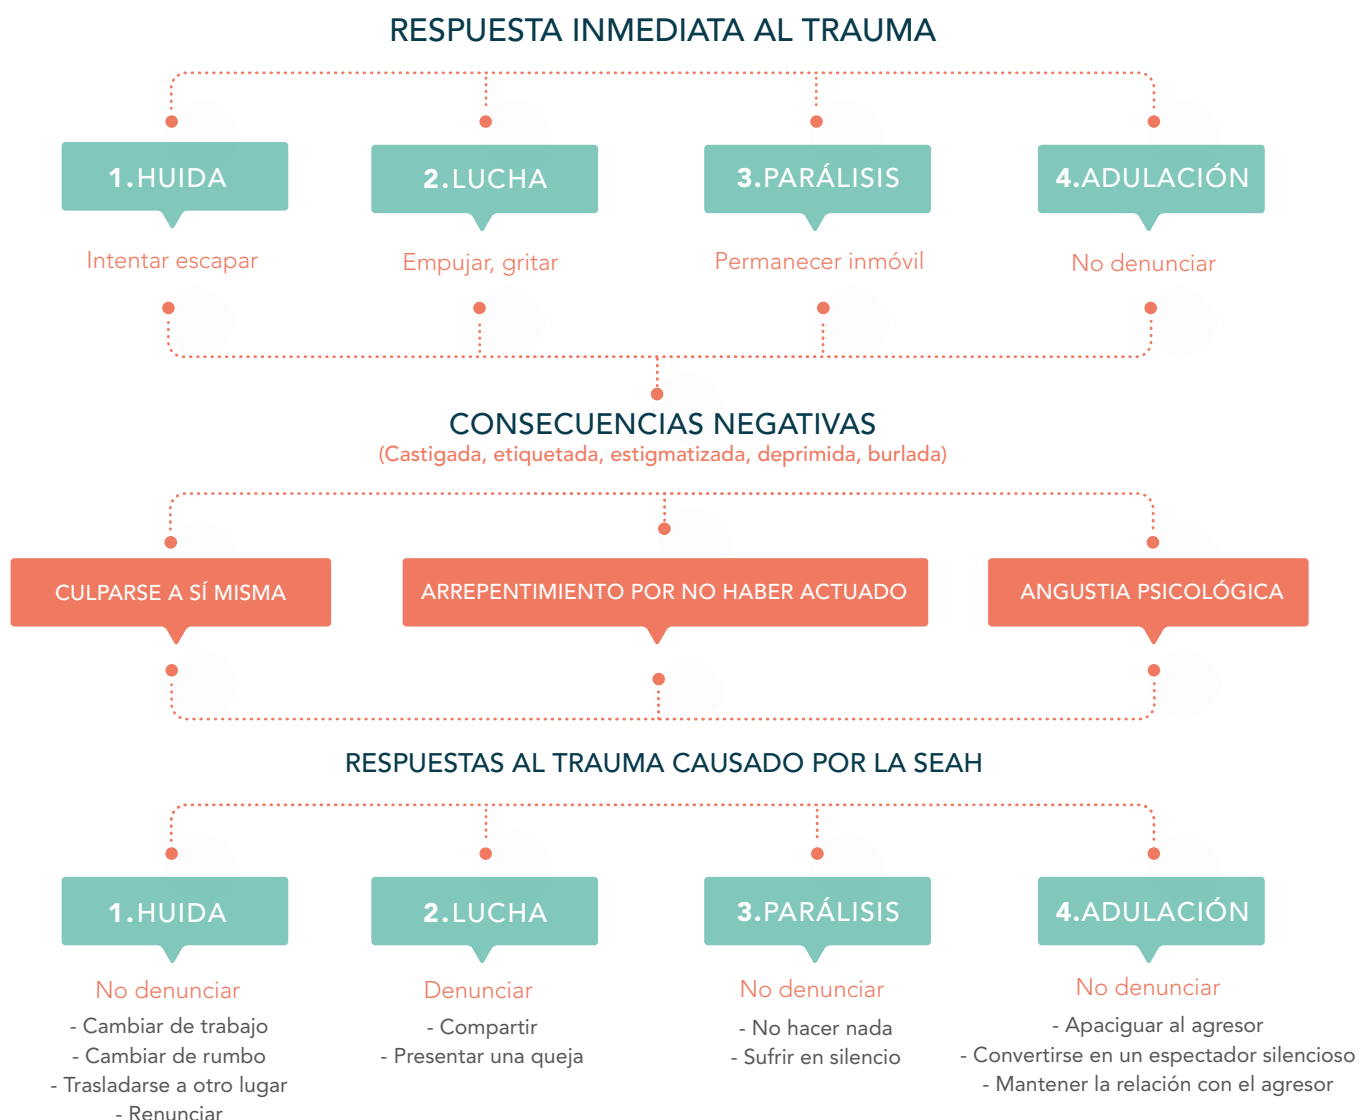 RESPUESTA INMEDIATA AL TRAUMA
1.HUIDA
2.LUCHA
3.PARÁLISIS
4.ADULACIÓN
Intentar escapar
Empujar, gritar
Permanecer inmóvil
No denunciar
CONSECUENCIAS NEGATIVAS
(Castigada, etiquetada, estigmatizada, deprimida, burlada)
CULPARSE A SÍ MISMA
ARREPENTIMIENTO POR NO HABER ACTUADO
ANGUSTIA PSICOLÓGICA
RESPUESTAS AL TRAUMA CAUSADO POR LA SEAH
1.HUIDA
No denunciar
- Cambiar de trabajo
- Cambiar de rumbo
- Trasladarse a otro lugar
- Renunciar
2.LUCHA
Denunciar
- Compartir
- Presentar una queja
3.PARÁLISIS
No denunciar
- No hacer nada
- Sufrir en silencio
4.ADULACIÓN
No denunciar
- Apaciguar al agresor
- Convertirse en un espectador silencioso
- Mantener la relación con el agresor